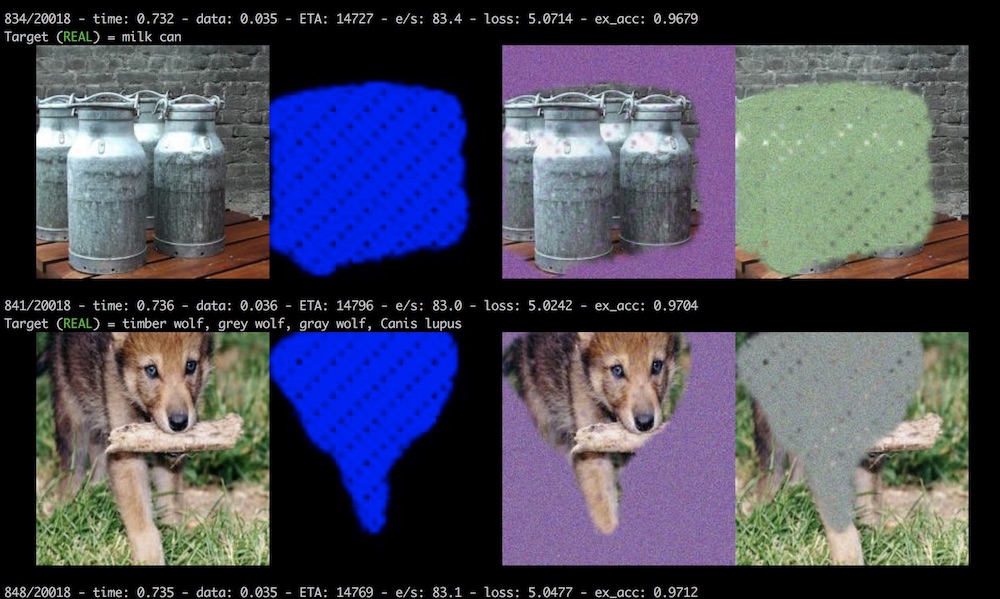 834/20018 - time: 0.732 - data: 0.035 - ETA: 14727 - e/s: 83.4 - loss: 5.0714 - ex_acc: 0.9679
Target (REAL) = milk can
841/20018 - time: 0.736 - data: 0.036 - ETA: 14796 - e/s: 83.0 - loss: 5.0242 - ex_acc: 0.9704
Target (REAL) = timber wolf, grey wolf, gray wolf, Canis lupus
848/20018 - time: 0.735 - data: 0.035 - ETA: 14769 - e/s: 83.1 - loss: 5.0477 - ex_acc: 0.9712